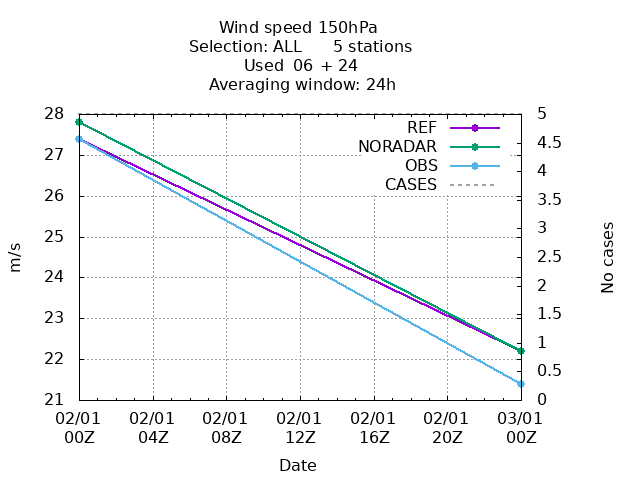 Wind speed 150hPa
Selection: ALL      5 stations
Used  06 + 24
Averaging window: 24h
28
27
26
25
24
23
22
21
m/s
5
4.5
4
3.5
3
2.5
2
1.5
1
0.5
0
No cases
REF
NORADAR
OBS
CASES
02/01 02/01 02/01 02/01 02/01 02/01 03/01
00Z 04Z 08Z 12Z 16Z 20Z 00Z
Date